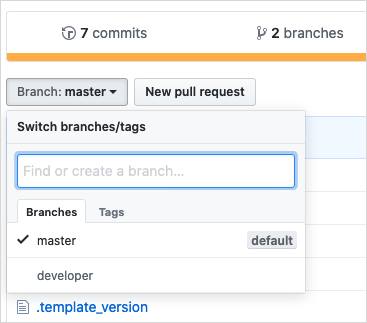 7 commits
2 branches
Branch: master
New pull request
Switch branches/tags
Find or create a branch...
Branches
Tags
master
default
developer
.template_version